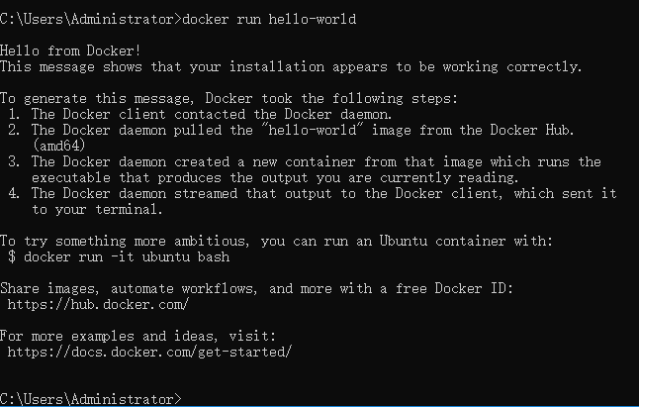 C:\Users\Administrator>docker run hello-world
Hello from Docker!
This message shows that your installation appears to be working correctly.
To generate this message, Docker took the following steps:
1. The Docker client contacted the Docker daemon.
2. The Docker daemon pulled the "hello-world" image from the Docker Hub.
(amd64)
3. The Docker daemon created a new container from that image which runs the
executable that produces the output you are currently reading.
4. The Docker daemon streamed that output to the Docker client, which sent it
to your terminal.
To try something more ambitious, you can run an Ubuntu container with:
$ docker run -it ubuntu bash
Share images, automate workflows, and more with a free Docker ID:
https://hub.docker.com/
For more examples and ideas, visit:
https://docs.docker.com/get-started/
C:\Users\Administrator>